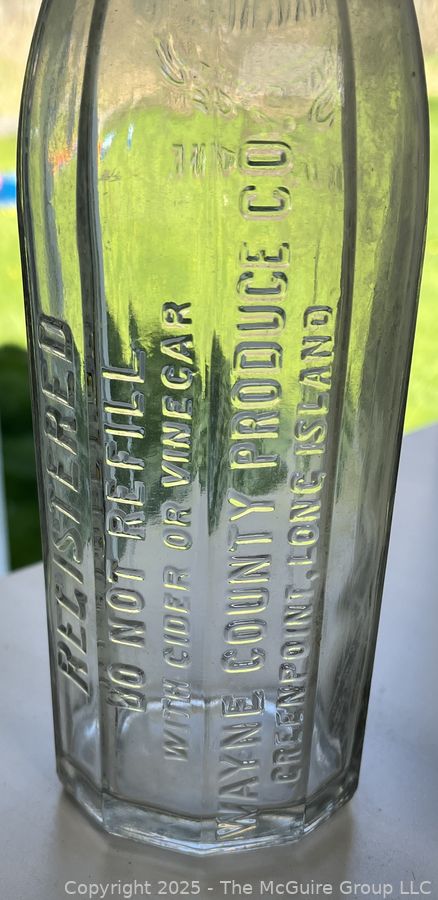 REGISTERED
DO NOT REFILL
WITH CIDER OR VINEGAR
WAYNE COUNTY PRODUCE CO.
GREENPOINT, LONG ISLAND
Copyright 2025 - The McGuire Group LLC